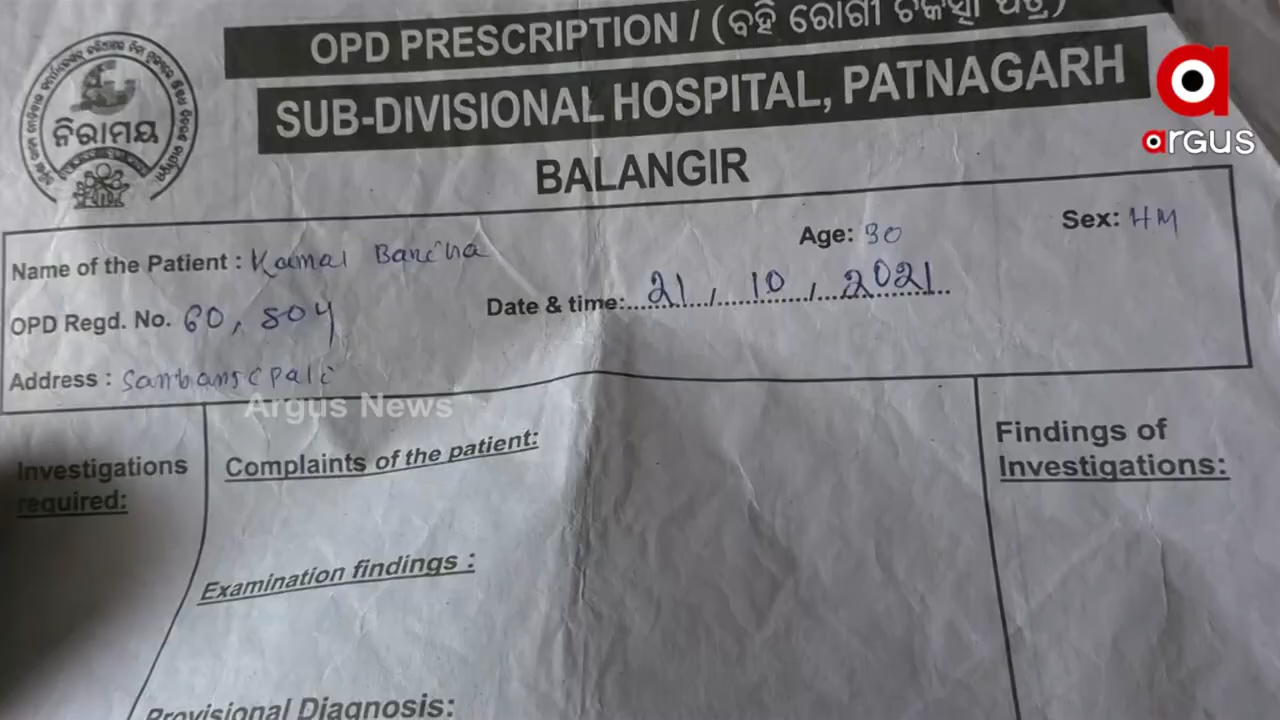 OPD PRESCRIPTION / (ବହି ରୋଗୀ
SUB-DIVISIONAL HOSPITAL, PATNAGARH
BALANGIR
ନିରାମୟ
argus
Name of the Patient : Kamal Age: 30 Sex: HM
OPD Regd. No. 60, 804 Date & time:....21../....10..../...2021..
Address :
Argus News
Investigations required:
Complaints of the patient:
Findings of Investigations:
Examination findings :
Provisional Diagnosis: